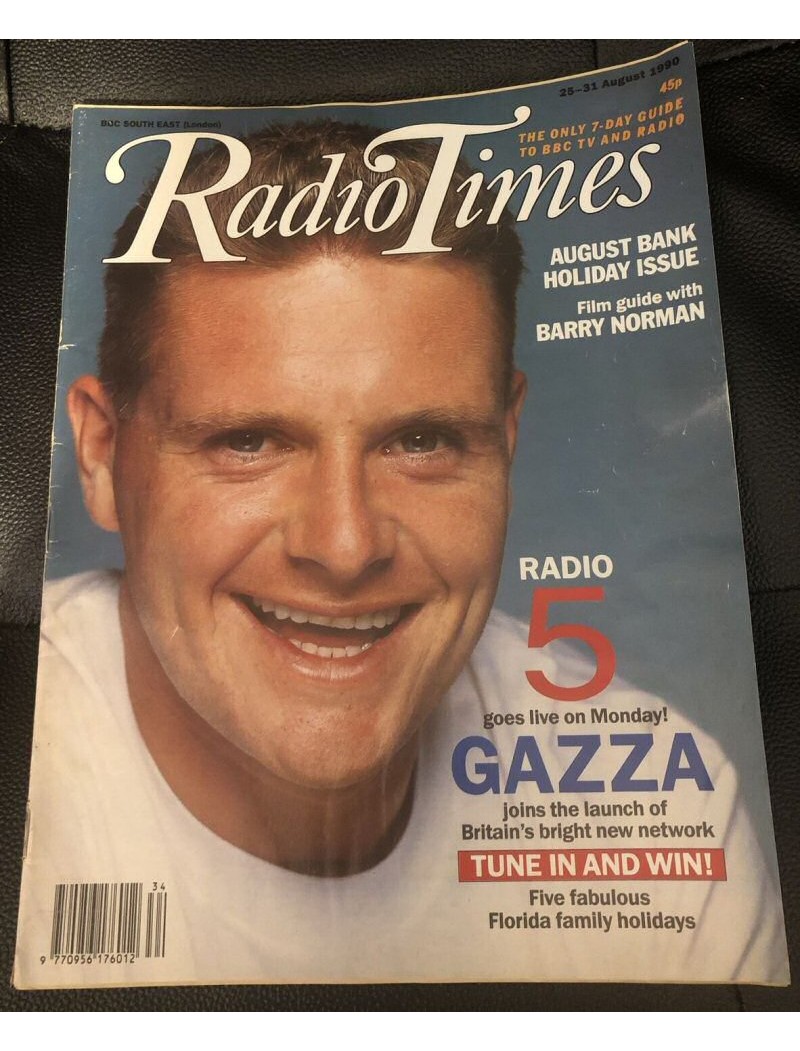 25-31 August 1990
45p
BBC SOUTH EAST (London)
THE ONLY 7-DAY GUIDE
TO BBC TV AND RADIO
RadioTimes
AUGUST BANK
HOLIDAY ISSUE
Film guide with
BARRY NORMAN
RADIO
5
goes live on Monday!
GAZZA
joins the launch of
Britain's bright new network
TUNE IN AND WIN!
Five fabulous
Florida family holidays
34
9 770956 176012